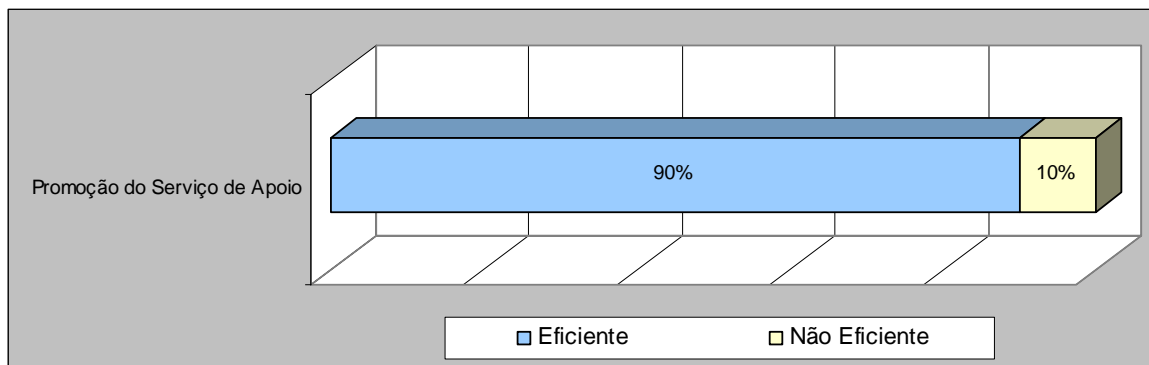 90%
10%
Promoção do Serviço de Apoio
Eficiente
Não Eficiente